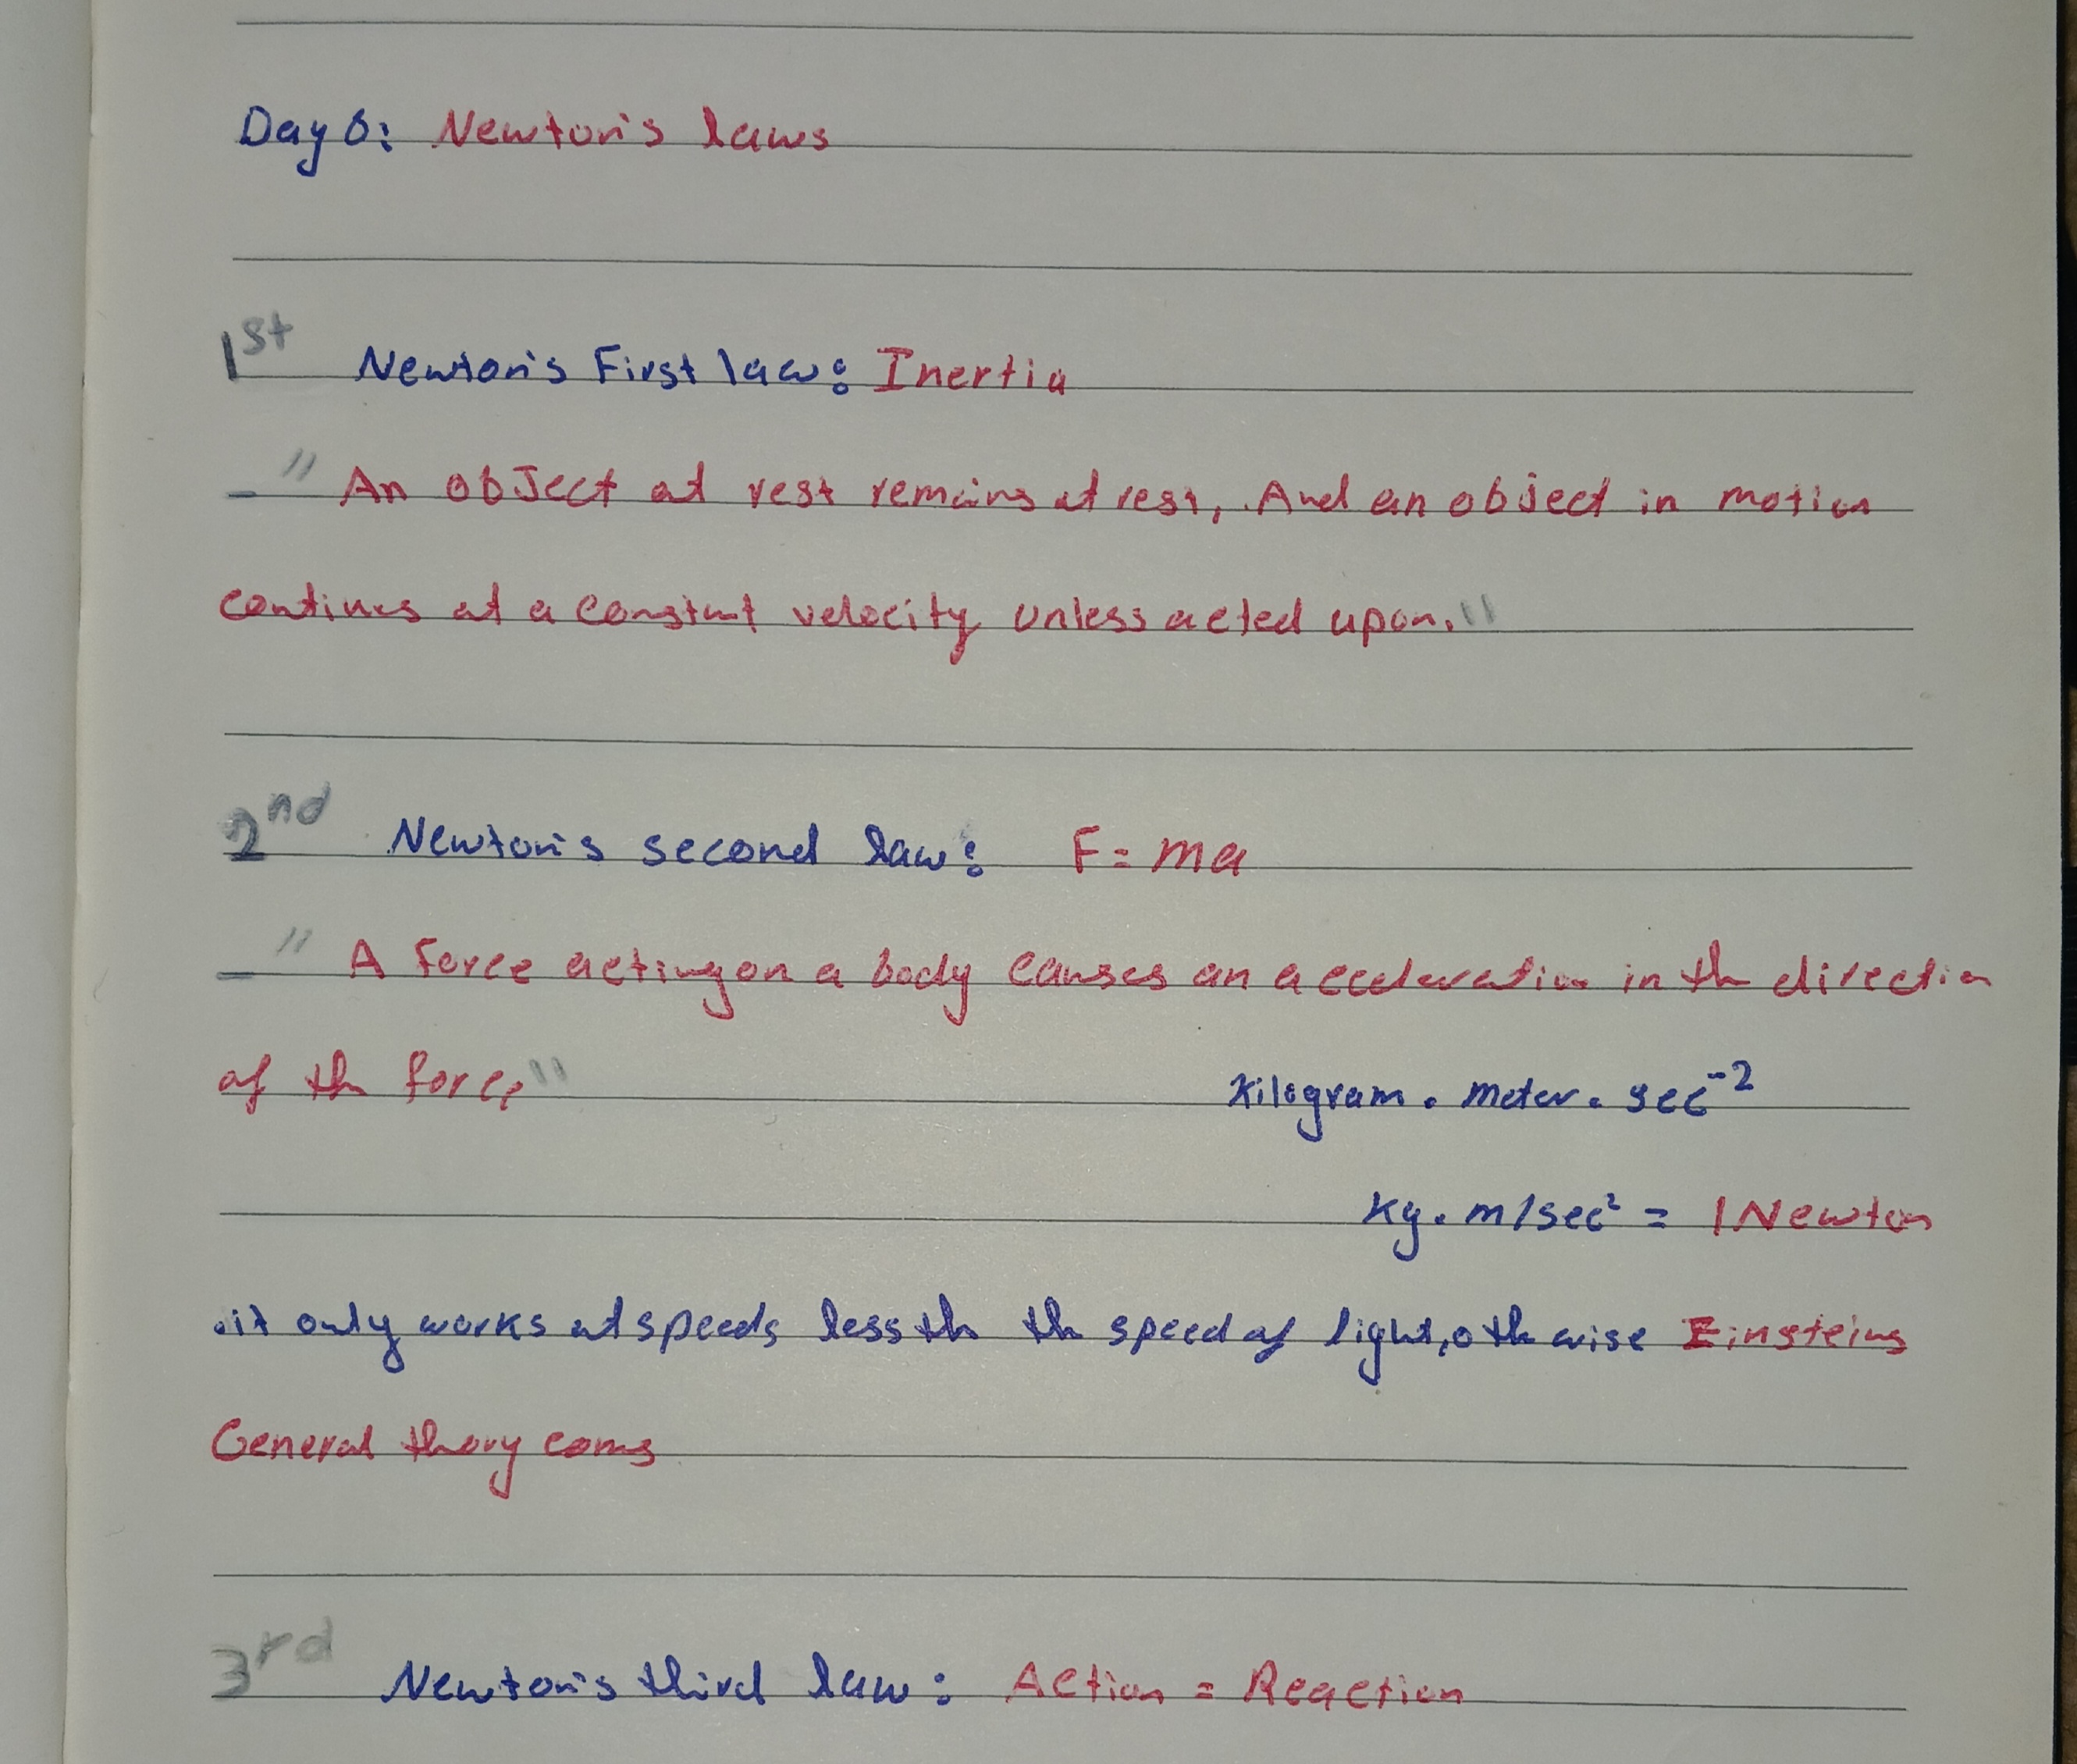 Day 6: Newton's laws
1st Newton's First law: Inertia
- " An object at rest remains at rest, And an object in motion
continues at a constant velocity unless acted upon."
2nd Newton's second law: F = ma
- " A force acting on a body causes an acceleration in the direction
of the force"
Kilogram . meter . sec⁻²
Kg . m/sec² = 1 Newton
.it only works at speeds less th the speed of light, othwise Einsteins
General theory coms
3rd Newton's third law: Action = Reaction